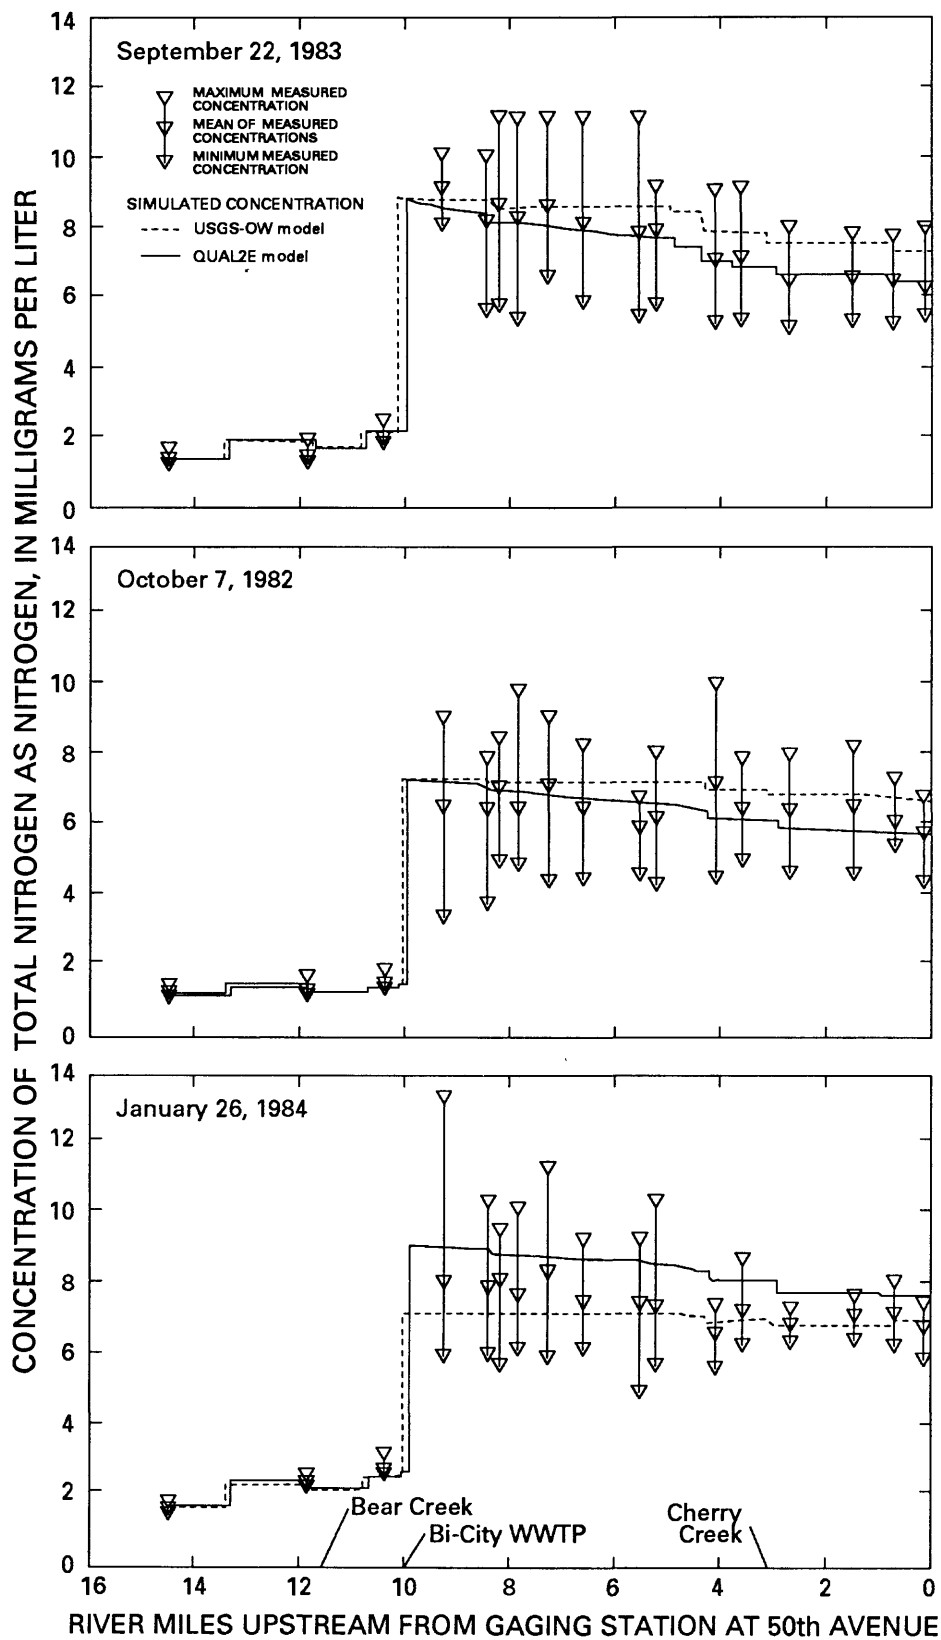 CONCENTRATION OF TOTAL NITROGEN AS NITROGEN, IN MILLIGRAMS PER LITER
14
12
10
8
6
4
2
0
September 22, 1983
MAXIMUM MEASURED
CONCENTRATION
MEAN OF MEASURED
CONCENTRATIONS
MINIMUM MEASURED
CONCENTRATION
SIMULATED CONCENTRATION
USGS-OW model
QUAL2E model
14
12
10
8
6
4
2
0
October 7, 1982
14
12
10
8
6
4
2
0
January 26, 1984
Bear Creek
Bi-City WWTP
Cherry
Creek
16 14 12 10 8 6 4 2 0
RIVER MILES UPSTREAM FROM GAGING STATION AT 50th AVENUE